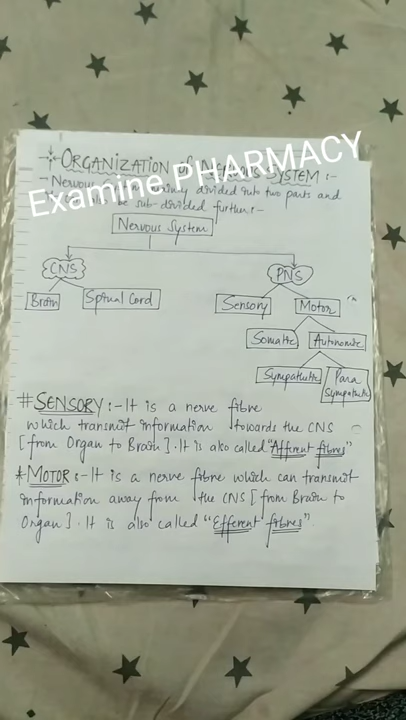 ORGANIZATION of NERVOUS SYSTEM :-
Examine PHARMACY
- Nervous divided into two parts and
be sub-divided further :-
Nervous System
CNS PNS
Brain Spinal Cord Sensory Motor
Somatic Autonomic
Sympathetic Para Sympathetic
# SENSORY :- It is a nerve fibre
which transmit information towards the CNS
[from Organ to Brain]. It is also called "Afferent fibres"
* MOTOR :- It is a nerve fibre which can transmit
information away from the CNS [from Brain to
Organ]. It is also called "Efferent fibres".